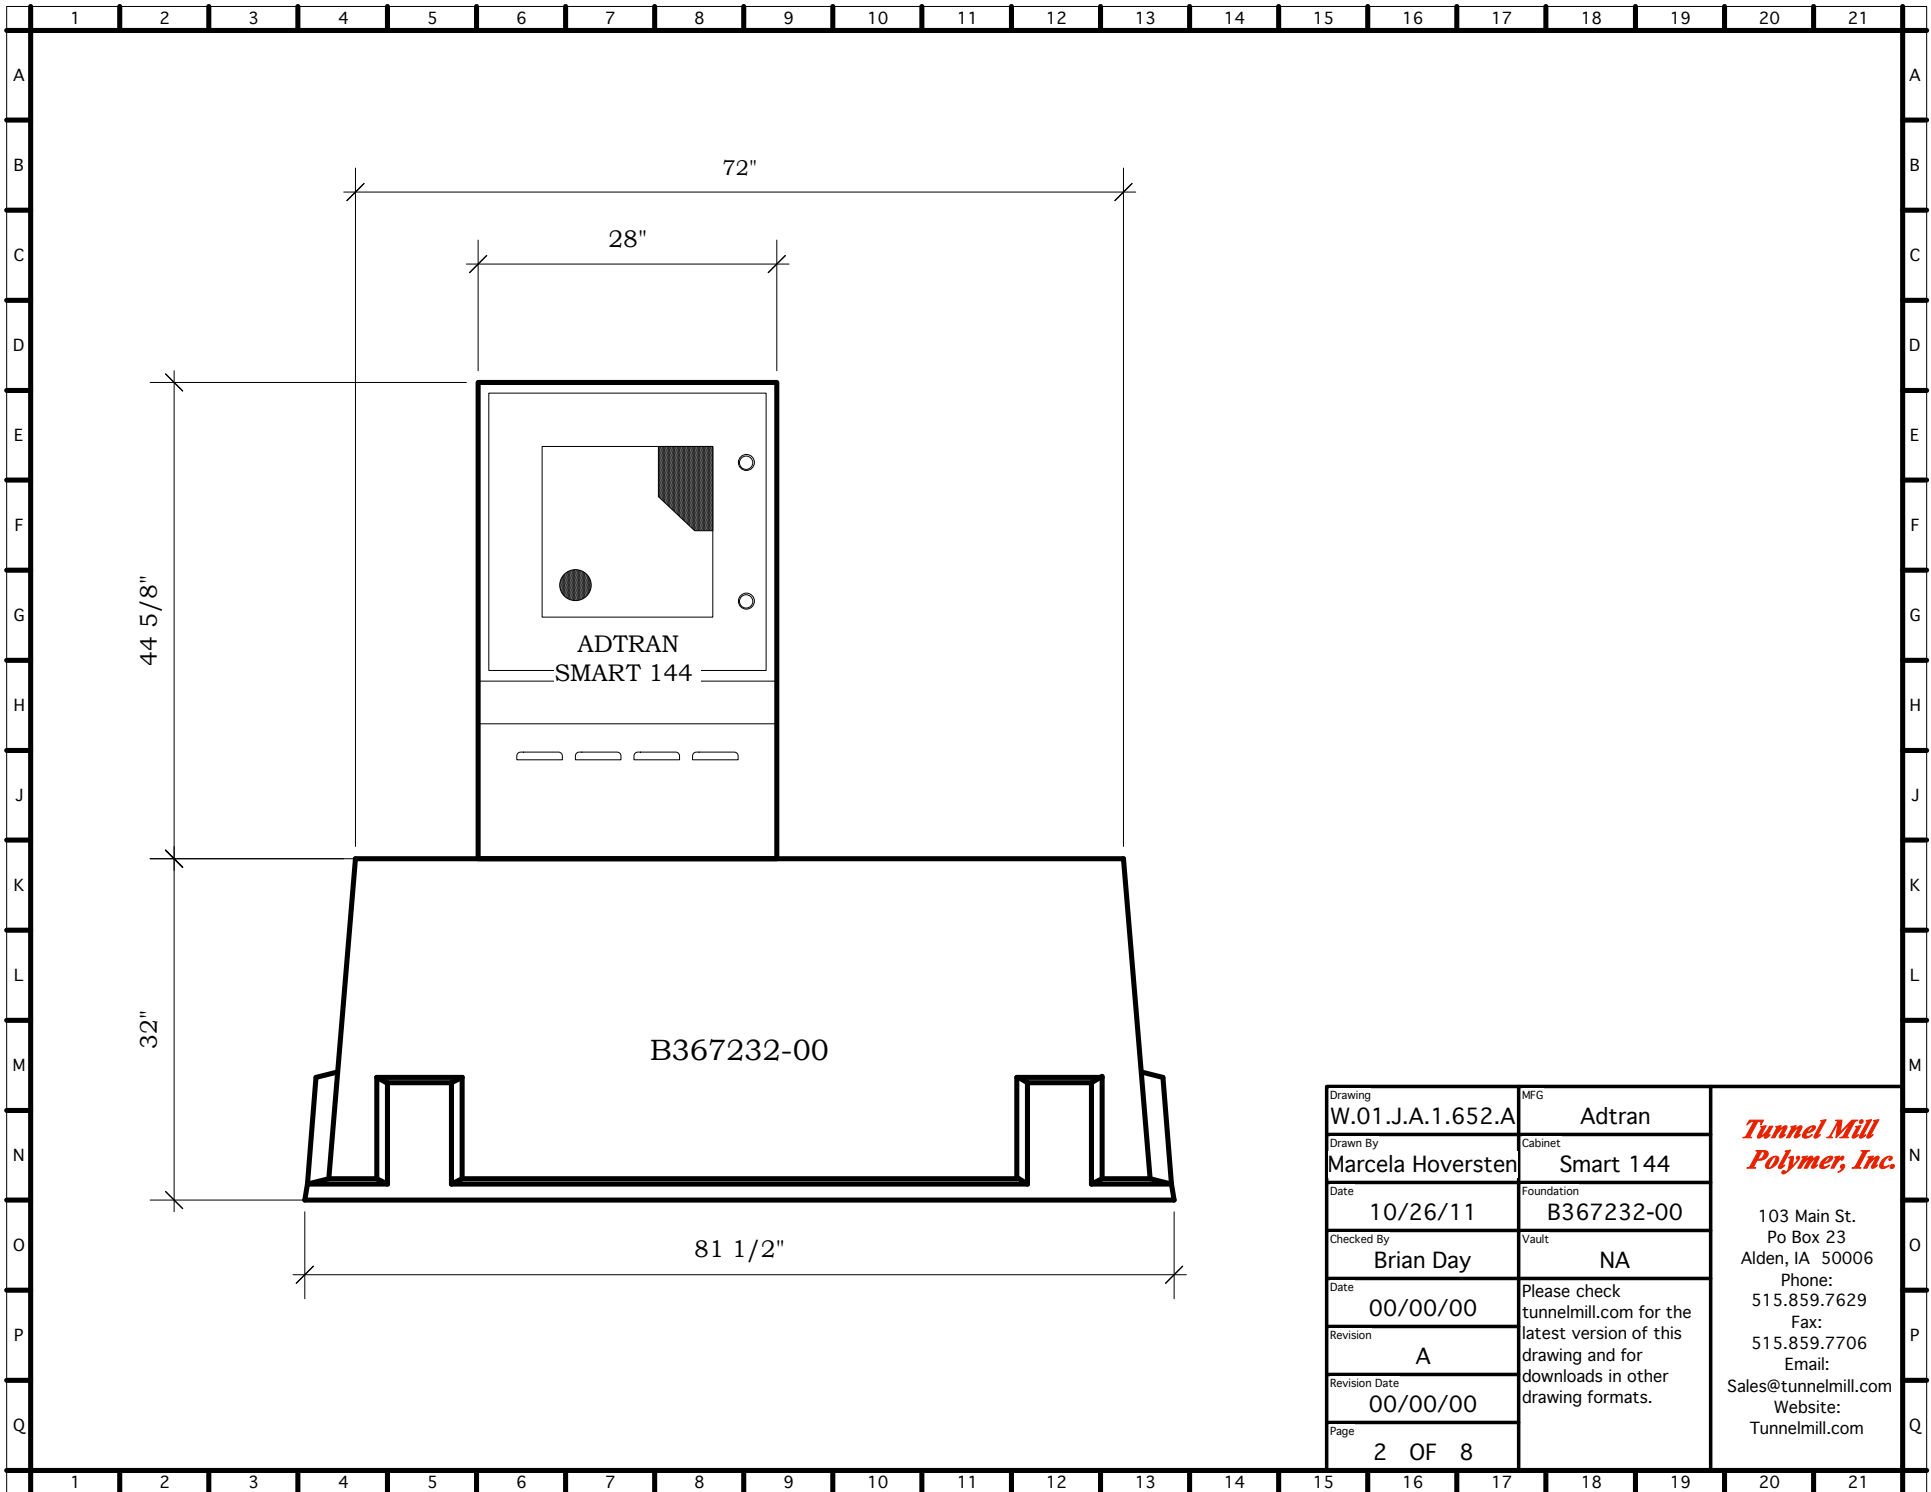 1 2 3 4 5 6 7 8 9 10 11 12 13 14 15 16 17 18 19 20 21
A A
B B
72"
C C
28"
D D
E E
F F
G G
44 5/8"
ADTRAN
SMART 144
H H
J J
K K
L L
32"
M M
B367232-00
N N
O O
81 1/2"
P P
Q Q
Drawing
W.01.J.A.1.652.A
MFG
Adtran
Drawn By
Marcela Hoversten
Cabinet
Smart 144
Date
10/26/11
Foundation
B367232-00
Checked By
Brian Day
Vault
NA
Date
00/00/00
Revision
A
Revision Date
00/00/00
Page
2 OF 8
Please check
tunnelmill.com for the
latest version of this
drawing and for
downloads in other
drawing formats.
Tunnel Mill
Polymer, Inc.
103 Main St.
Po Box 23
Alden, IA 50006
Phone:
515.859.7629
Fax:
515.859.7706
Email:
Sales@tunnelmill.com
Website:
Tunnelmill.com
1 2 3 4 5 6 7 8 9 10 11 12 13 14 15 16 17 18 19 20 21